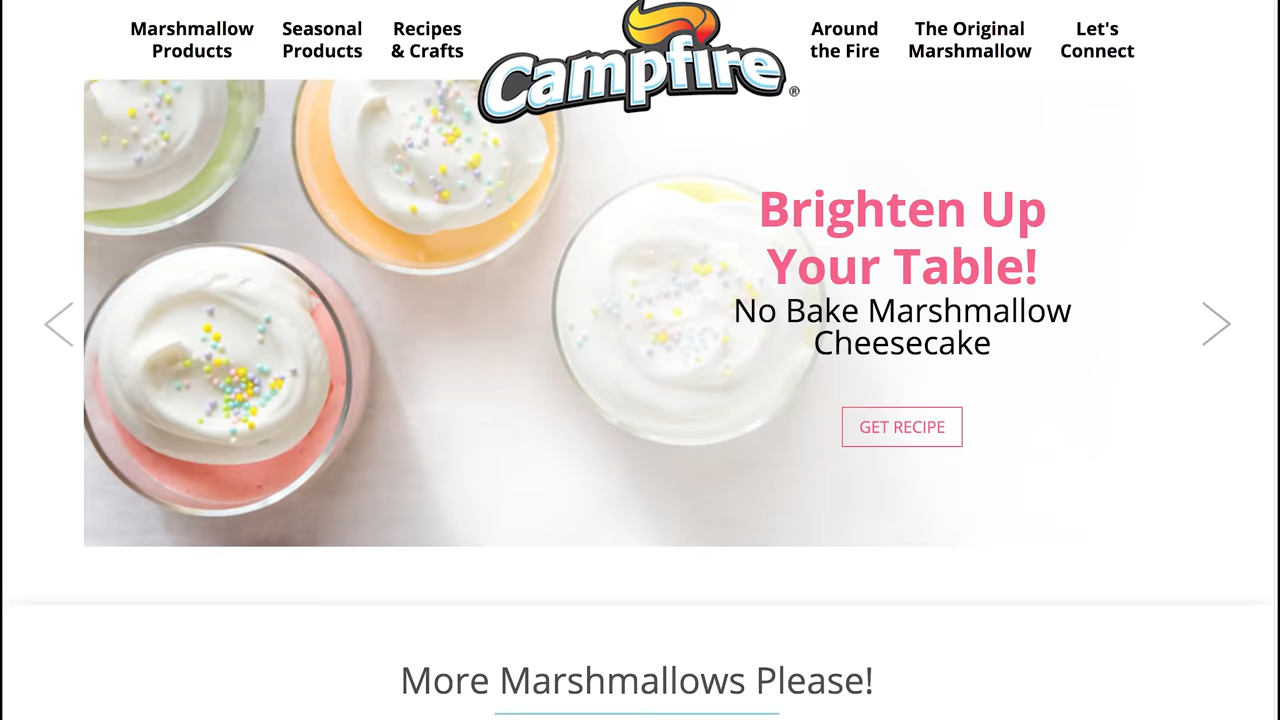 Marshmallow
Products
Seasonal
Products
Recipes
& Crafts
Campfire®
Around
the Fire
The Original
Marshmallow
Let's
Connect
Brighten Up
Your Table!
No Bake Marshmallow
Cheesecake
GET RECIPE
More Marshmallows Please!